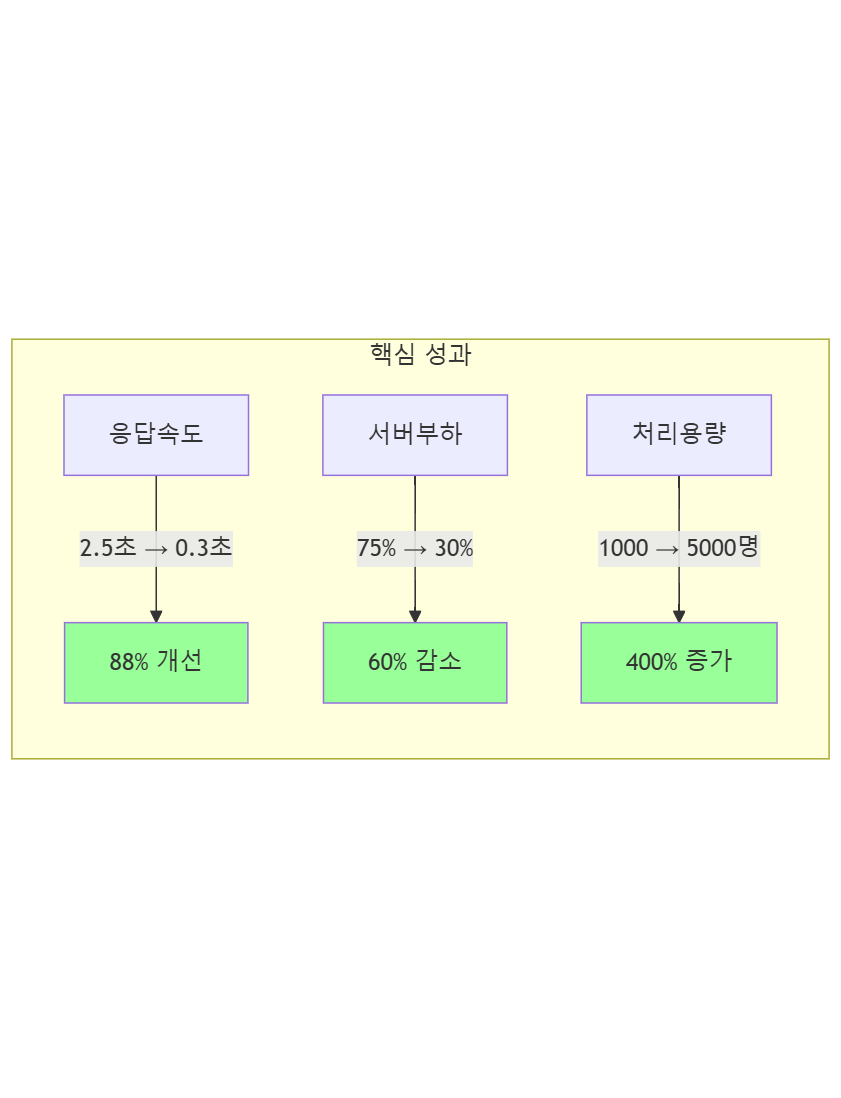 핵심 성과
응답속도
서버부하
처리용량
2.5초 → 0.3초
75% → 30%
1000 → 5000명
88% 개선
60% 감소
400% 증가